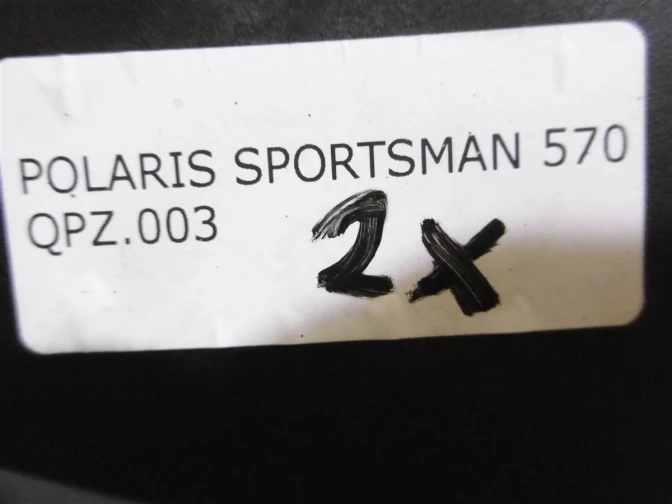 POLARIS SPORTSMAN 570
QPZ.003
2X